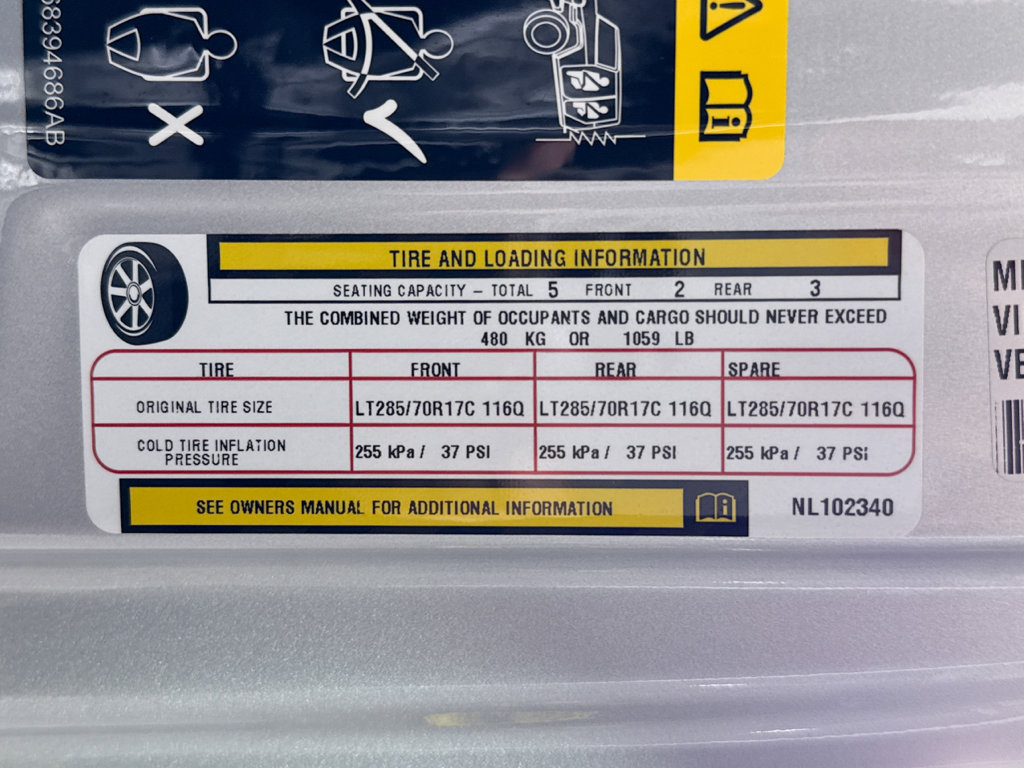 68394686AB
TIRE AND LOADING INFORMATION
SEATING CAPACITY – TOTAL 5 FRONT 2 REAR 3
THE COMBINED WEIGHT OF OCCUPANTS AND CARGO SHOULD NEVER EXCEED
480 KG OR 1059 LB
TIRE FRONT REAR SPARE
ORIGINAL TIRE SIZE LT285/70R17C 116Q LT285/70R17C 116Q LT285/70R17C 116Q
COLD TIRE INFLATION
PRESSURE 255 kPa / 37 PSI 255 kPa / 37 PSI 255 kPa / 37 PSi
SEE OWNERS MANUAL FOR ADDITIONAL INFORMATION
NL102340
VI
VE